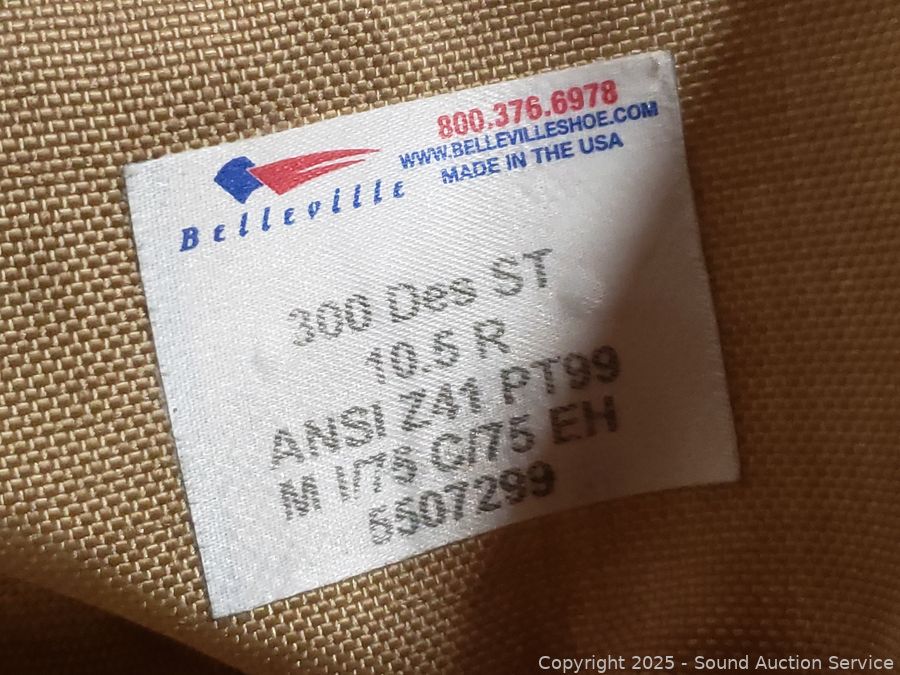 800.376.6978
WWW.BELLEVILLESHOE.COM
MADE IN THE USA
Belleville
300 Des ST
10.5 R
ANSI Z41 PT99
M I/75 C/75 EH
5507299
Copyright 2025 - Sound Auction Service